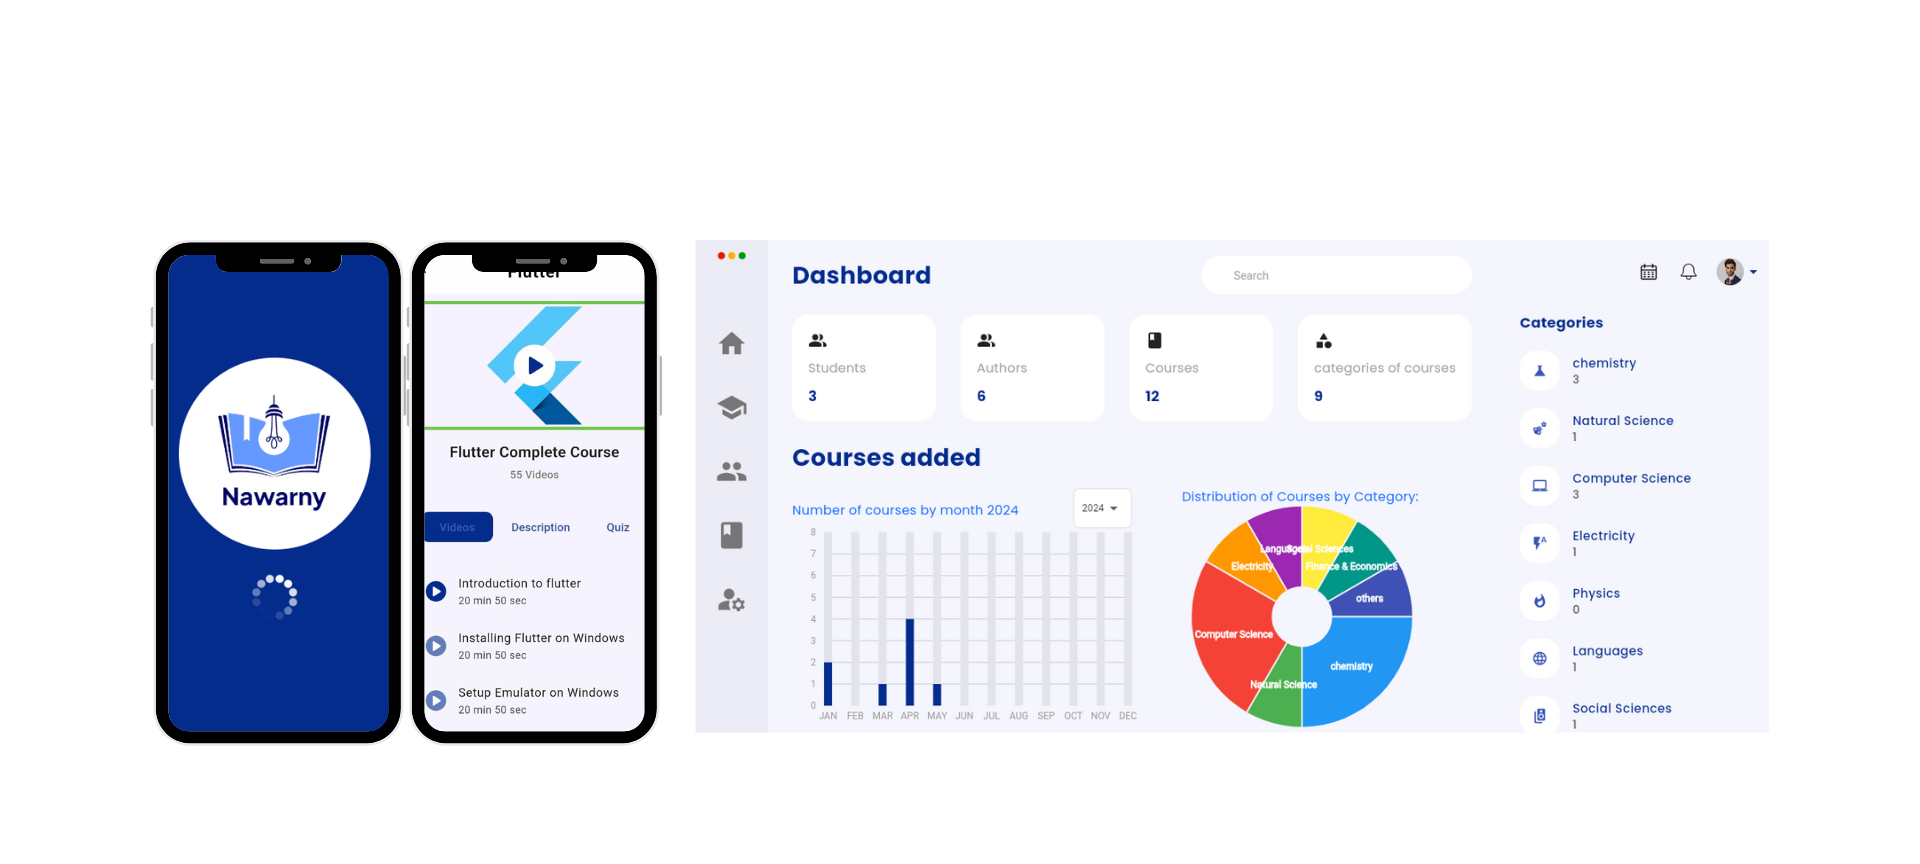 Nawarny
Flutter
Flutter Complete Course
55 Videos
Videos Description Quiz
Introduction to flutter
20 min 50 sec
Installing Flutter on Windows
20 min 50 sec
Setup Emulator on Windows
20 min 50 sec
Dashboard
Search
Students
3
Authors
6
Courses
12
categories of courses
9
Courses added
Number of courses by month 2024
2024
8
7
6
5
4
3
2
1
0
JAN FEB MAR APR MAY JUN JUL AUG SEP OCT NOV DEC
Distribution of Courses by Category:
Languages
Social Sciences
Electricity
Finance & Economics
others
Computer Science
chemistry
Natural Science
Categories
chemistry
3
Natural Science
1
Computer Science
3
Electricity
1
Physics
0
Languages
1
Social Sciences
1